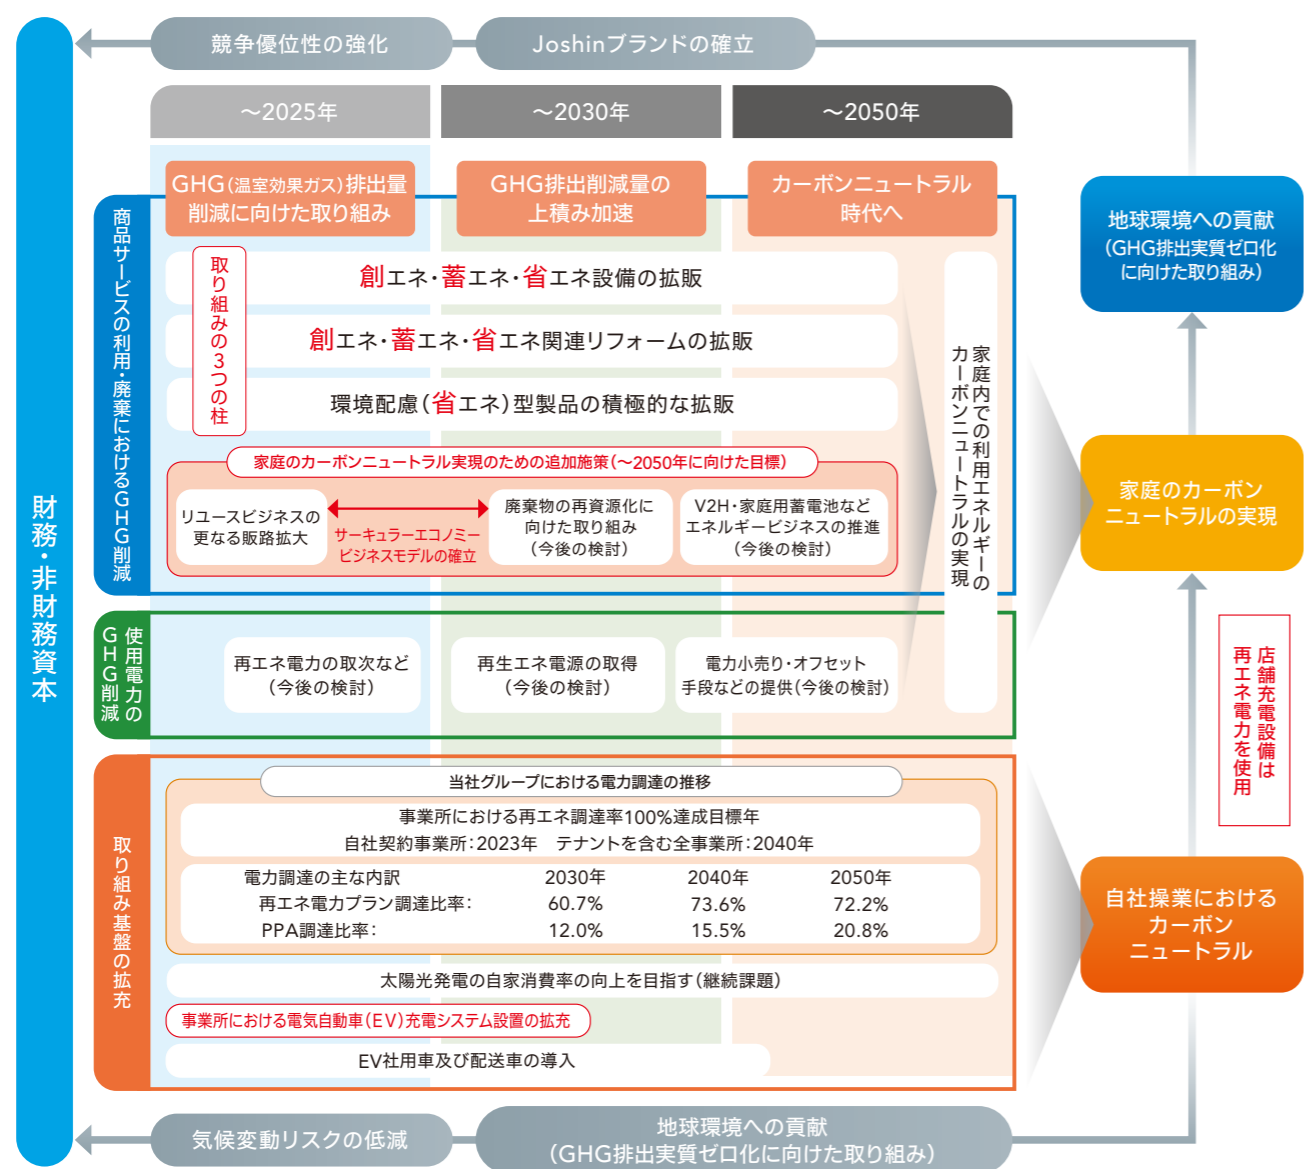 競争優位性の強化
Joshinブランドの確立
財務・非財務資本
～2025年
～2030年
～2050年
GHG（温室効果ガス）排出量
削減に向けた取り組み
GHG排出削減量の
上積み加速
カーボンニュートラル
時代へ
商品サービスの利用・廃棄におけるGHG削減
取り組みの3つの柱
創エネ・蓄エネ・省エネ設備の拡販
創エネ・蓄エネ・省エネ関連リフォームの拡販
環境配慮（省エネ）型製品の積極的な拡販
家庭のカーボンニュートラル実現のための追加施策（～2050年に向けた目標）
リユースビジネスの
更なる販路拡大
サーキュラーエコノミー
ビジネスモデルの確立
廃棄物の再資源化に
向けた取り組み
（今後の検討）
V2H・家庭用蓄電池など
エネルギービジネスの推進
（今後の検討）
家庭内での利用エネルギーの
カーボンニュートラルの実現
使用電力の
GHG削減
再エネ電力の取次など
（今後の検討）
再生エネ電源の取得
（今後の検討）
電力小売り・オフセット
手段などの提供（今後の検討）
取り組み基盤の拡充
当社グループにおける電力調達の推移
事業所における再エネ調達率100%達成目標年
自社契約事業所：2023年　テナントを含む全事業所：2040年
電力調達の主な内訳 2030年 2040年 2050年
再エネ電力プラン調達比率： 60.7% 73.6% 72.2%
PPA調達比率： 12.0% 15.5% 20.8%
太陽光発電の自家消費率の向上を目指す（継続課題）
事業所における電気自動車（EV）充電システム設置の拡充
EV社用車及び配送車の導入
地球環境への貢献
（GHG排出実質ゼロ化
に向けた取り組み）
家庭のカーボン
ニュートラルの実現
店舗充電設備は
再エネ電力を使用
自社操業における
カーボン
ニュートラル
気候変動リスクの低減
地球環境への貢献
（GHG排出実質ゼロ化に向けた取り組み）